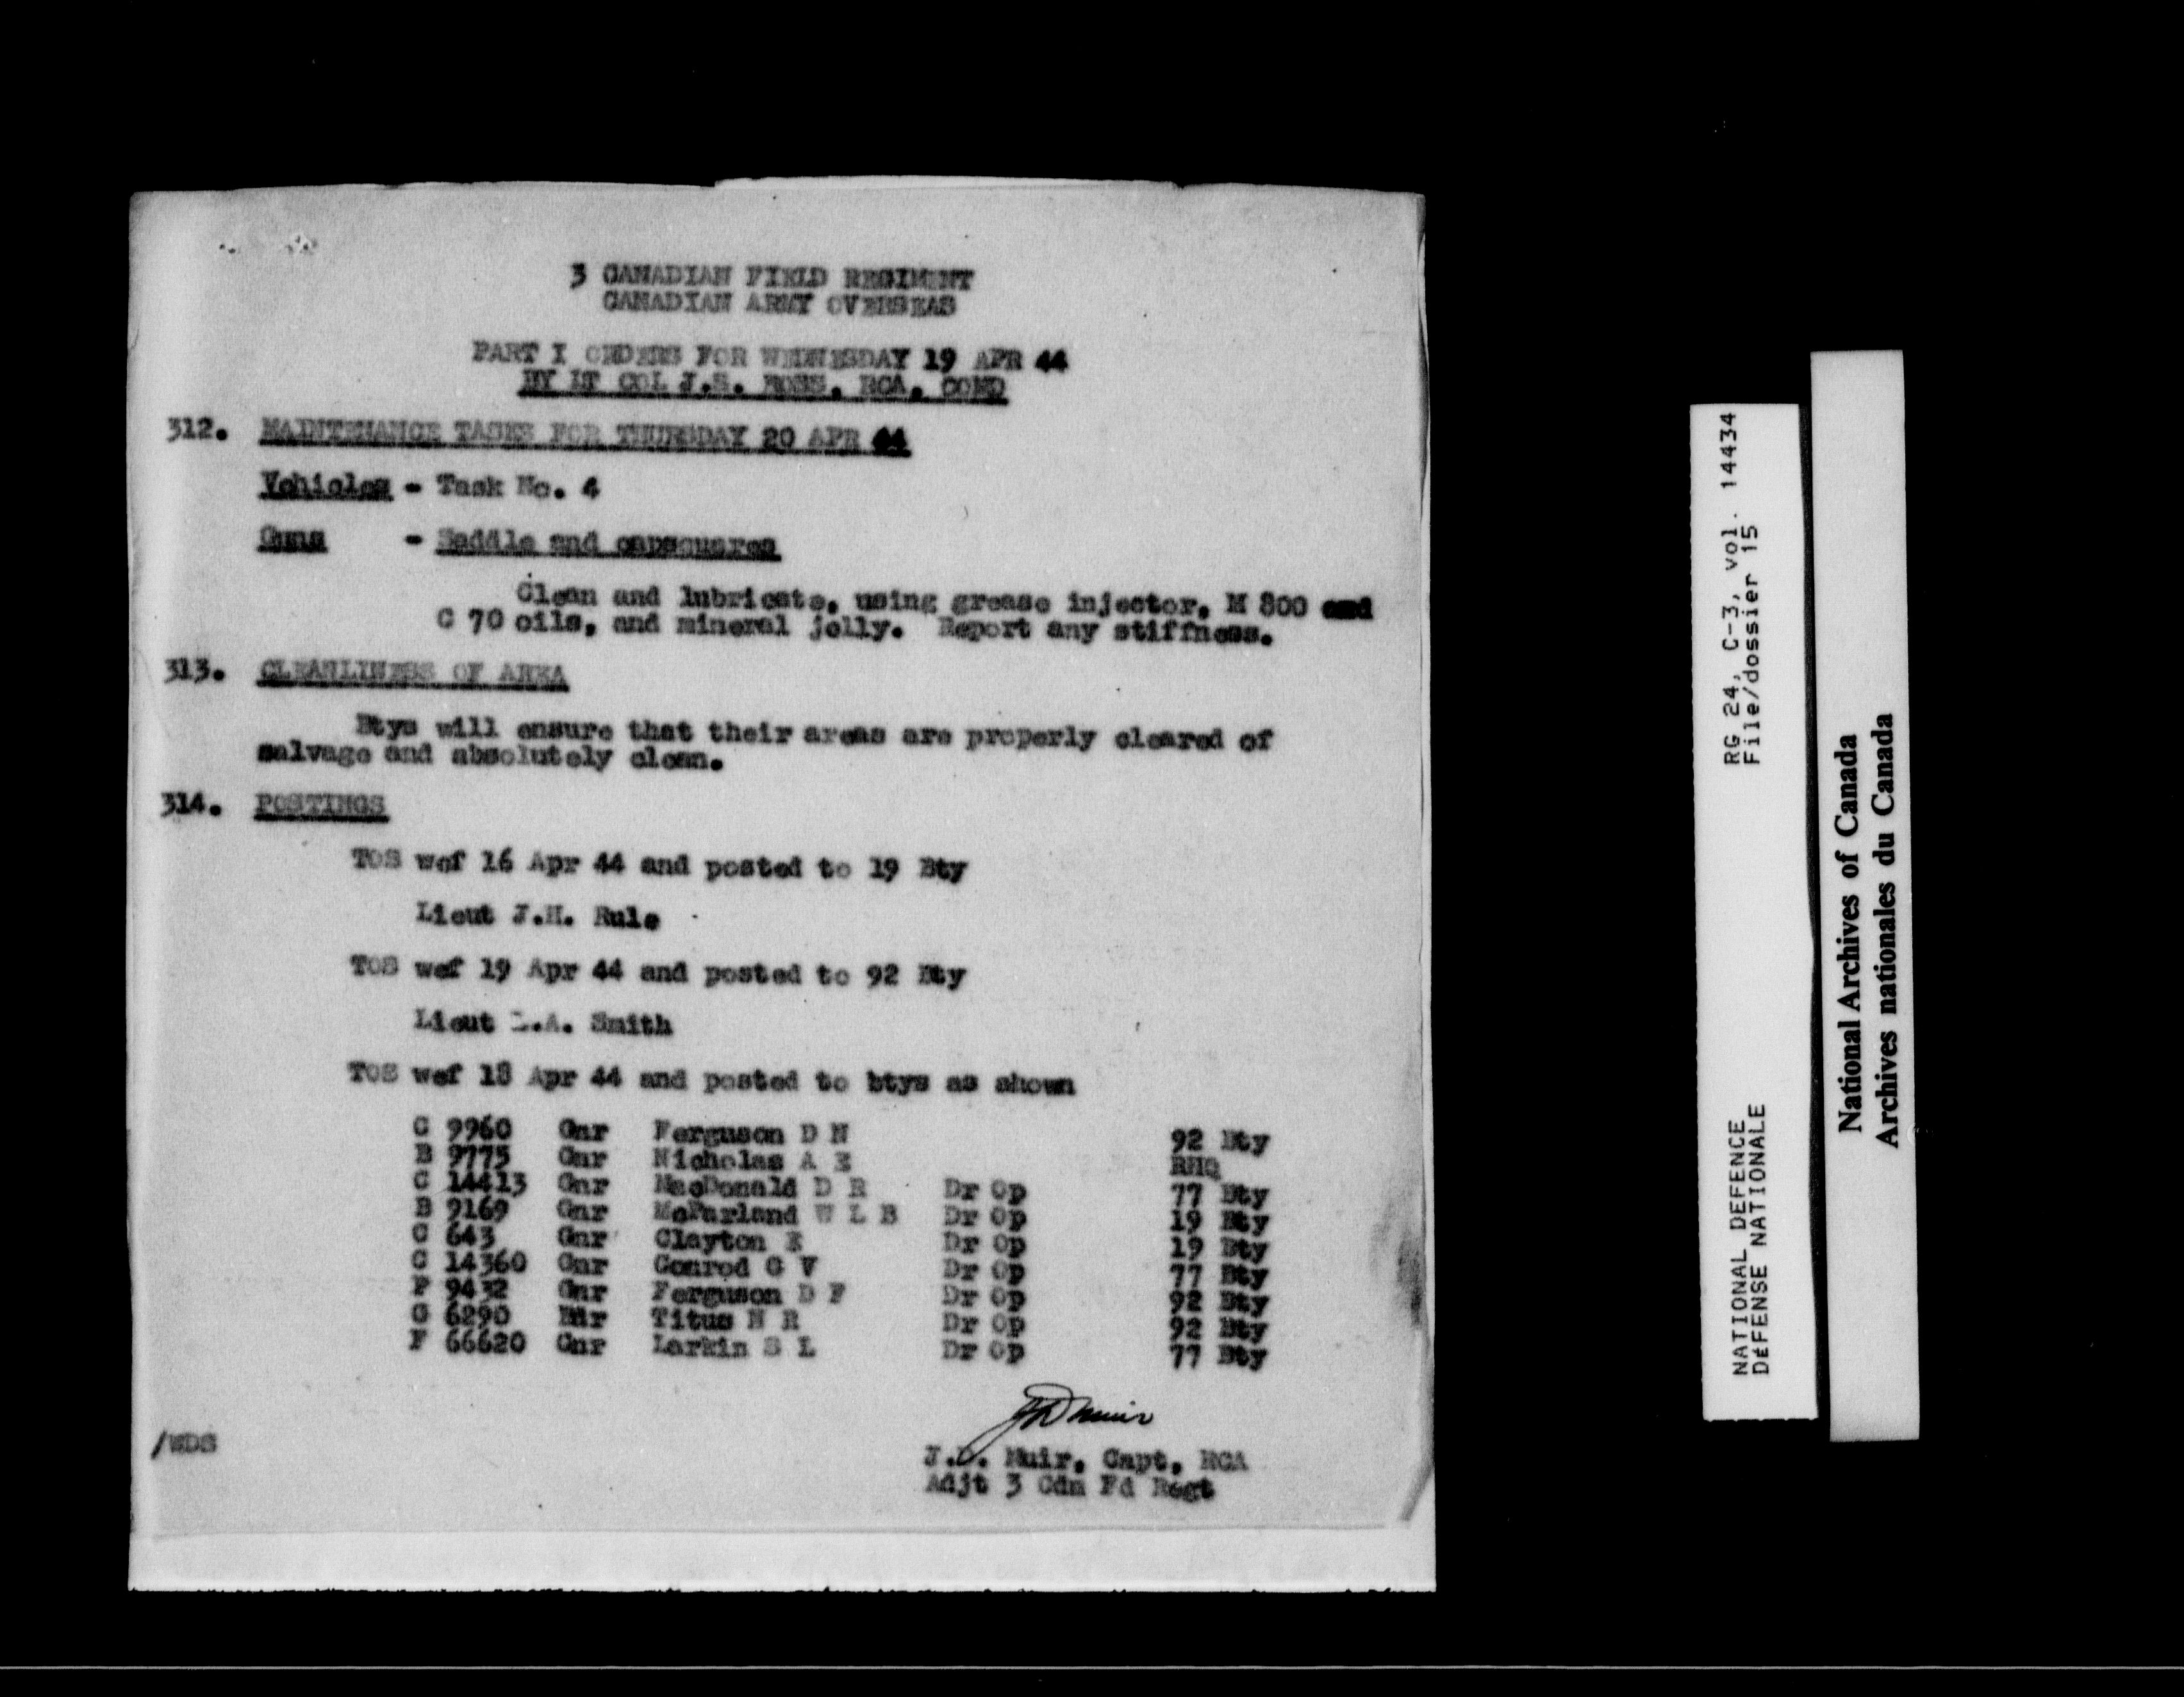 3 CANADIAN FIELD REGIMENT
CANADIAN ARMY OVERSEAS
PART I ORDERS FOR WEDNESDAY 19 APR 44
BY LT COL J.S. ROSS, RCA, COMD
312. MAINTENANCE TASKS FOR THURSDAY 20 APR 44
Vehicles - Task No. 4
Guns - Saddle and capsquares
Clean and lubricate, using grease injector, M 800 and
C 70 oils, and mineral jelly. Report any stiffness.
313. CLEANLINESS OF AREA
Btys will ensure that their areas are properly cleared of
salvage and absolutely clean.
314. POSTINGS
TOS wef 16 Apr 44 and posted to 19 Bty
Lieut J.H. Rule
TOS wef 19 Apr 44 and posted to 92 Bty
Lieut Smith
TOS wef 18 Apr 44 and posted to btys as shown
C 9960 Gnr Ferguson D N 92 Bty
B 9775 Gnr Nicholas A E RHQ
C 14413 Gnr MacDonald D R Dr Op 77 Bty
B 9169 Gnr McFarland W L B Dr Op 19 Bty
C 643 Gnr Clayton E Dr Op 19 Bty
C 14360 Gnr Conrod G V Dr Op 77 Bty
F 9432 Gnr Ferguson D F Dr Op 92 Bty
G 6290 Bdr Titus H R Dr Op 92 Bty
F 66620 Gnr Larkin S L Dr Op 77 Bty
/WDS
Muir, Capt, RCA
Adjt 3 Cdn Fd Regt
NATIONAL DEFENCE RG 24, C-3, vol. 14434
DÉFENSE NATIONALE File/dossier 15
National Archives of Canada
Archives nationales du Canada